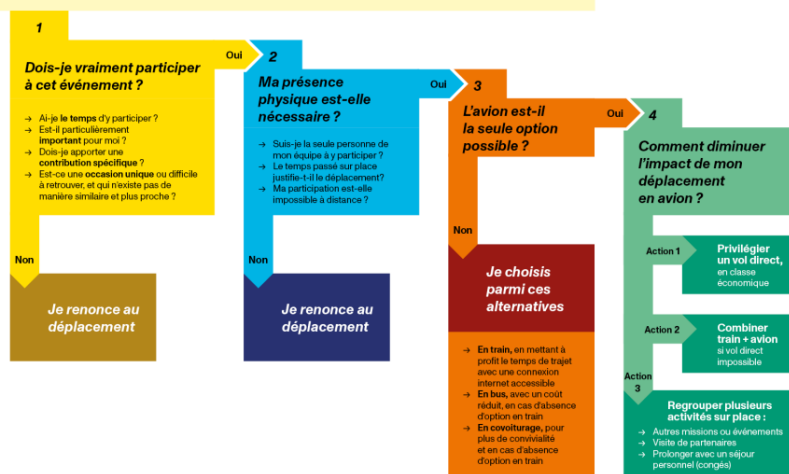 1
Dois-je vraiment participer
à cet événement ?
→ Ai-je le temps d'y participer ?
→ Est-il particulièrement
important pour moi ?
→ Dois-je apporter une
contribution spécifique ?
→ Est-ce une occasion unique ou difficile
à retrouver, et qui n'existe pas de
manière similaire et plus proche ?
Oui
Non
Je renonce au
déplacement
2
Ma présence
physique est-elle
nécessaire ?
→ Suis-je la seule personne de
mon équipe à y participer ?
→ Le temps passé sur place
justifie-t-il le déplacement?
→ Ma participation est-elle
impossible à distance ?
Oui
Non
Je renonce au
déplacement
3
L'avion est-il
la seule option
possible ?
Oui
Non
Je choisis
parmi ces
alternatives
→ En train, en mettant à
profit le temps de trajet
avec une connexion
internet accessible
→ En bus, avec un coût
réduit, en cas d'absence
d'option en train
→ En covoiturage, pour
plus de convivialité
et en cas d'absence
d'option en train
4
Comment diminuer
l'impact de mon
déplacement
en avion ?
Action 1
Privilégier
un vol direct,
en classe
économique
Action 2
Combiner
train + avion
si vol direct
impossible
Action
3
Regrouper plusieurs
activités sur place :
→ Autres missions ou événements
→ Visite de partenaires
→ Prolonger avec un séjour
personnel (congés)